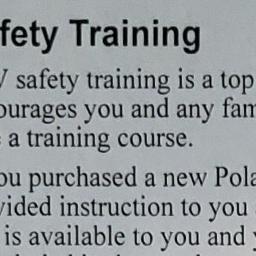 fety Training
safety training is a top
ourages you and any fam
a training course.
ou purchased a new Pola
vided instruction to you
is available to you and